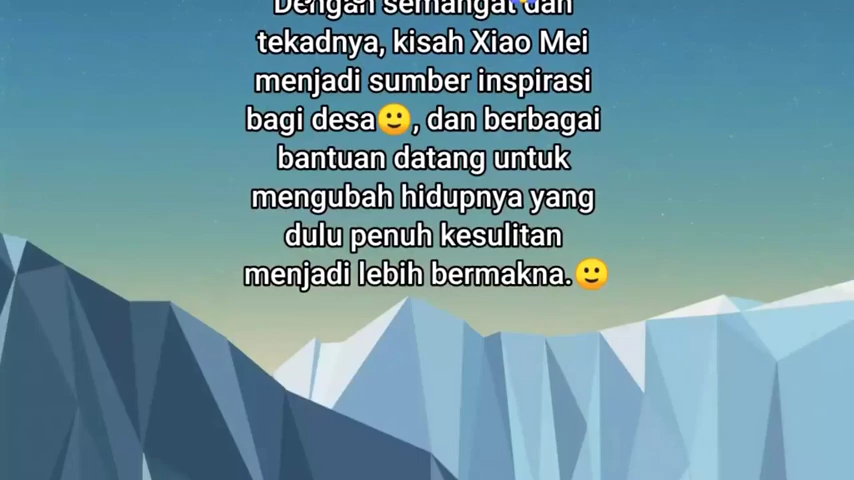 Dengan semangat dan
tekadnya, kisah Xiao Mei
menjadi sumber inspirasi
bagi desa🙂, dan berbagai
bantuan datang untuk
mengubah hidupnya yang
dulu penuh kesulitan
menjadi lebih bermakna.🙂